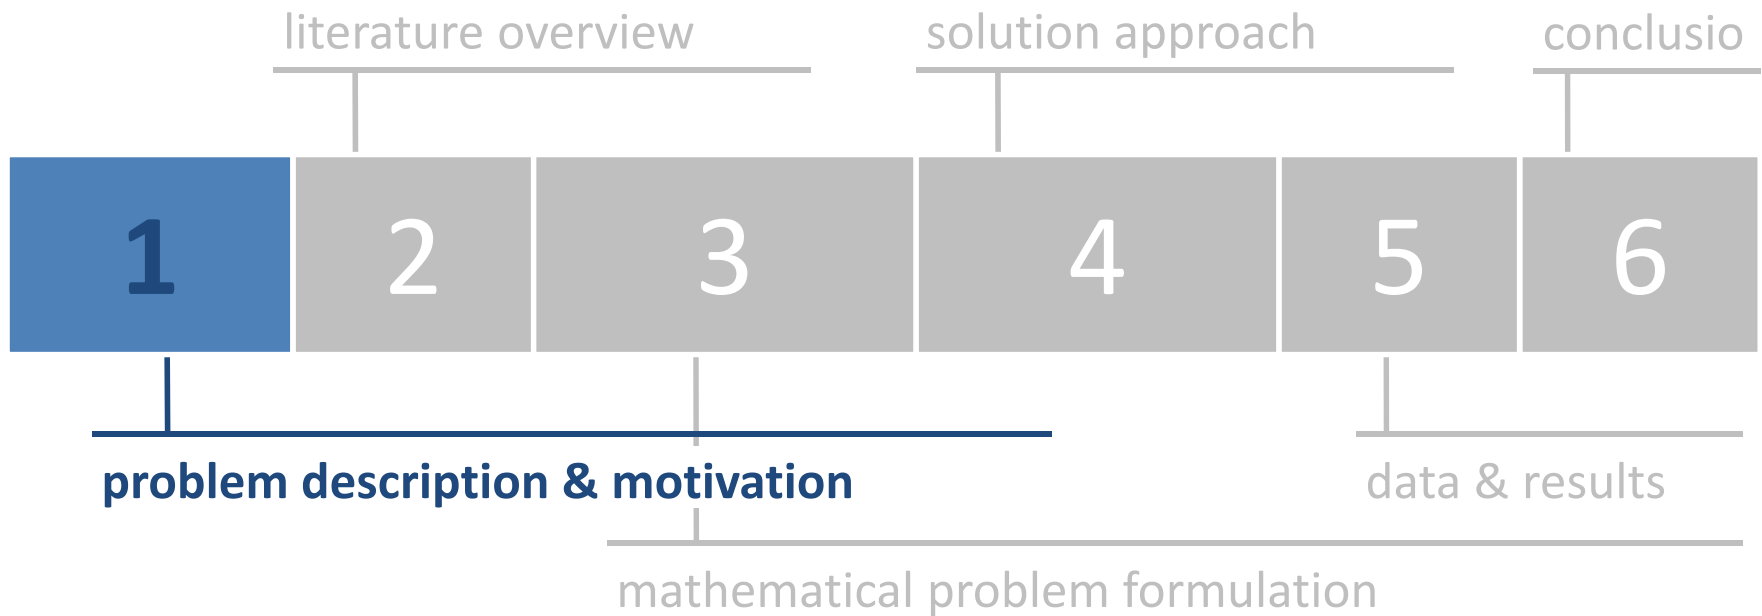 literature overview
solution approach
conclusio
1
2
3
4
5
6
problem description & motivation
data & results
mathematical problem formulation